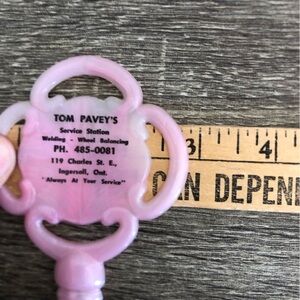 TOM PAVEY'S
Service Station
Welding - Wheel Balancing
PH. 485-0081
119 Charles St. E.,
Ingersoll, Ont.
"Always At Your Service"
3 4
CAN DEPEN